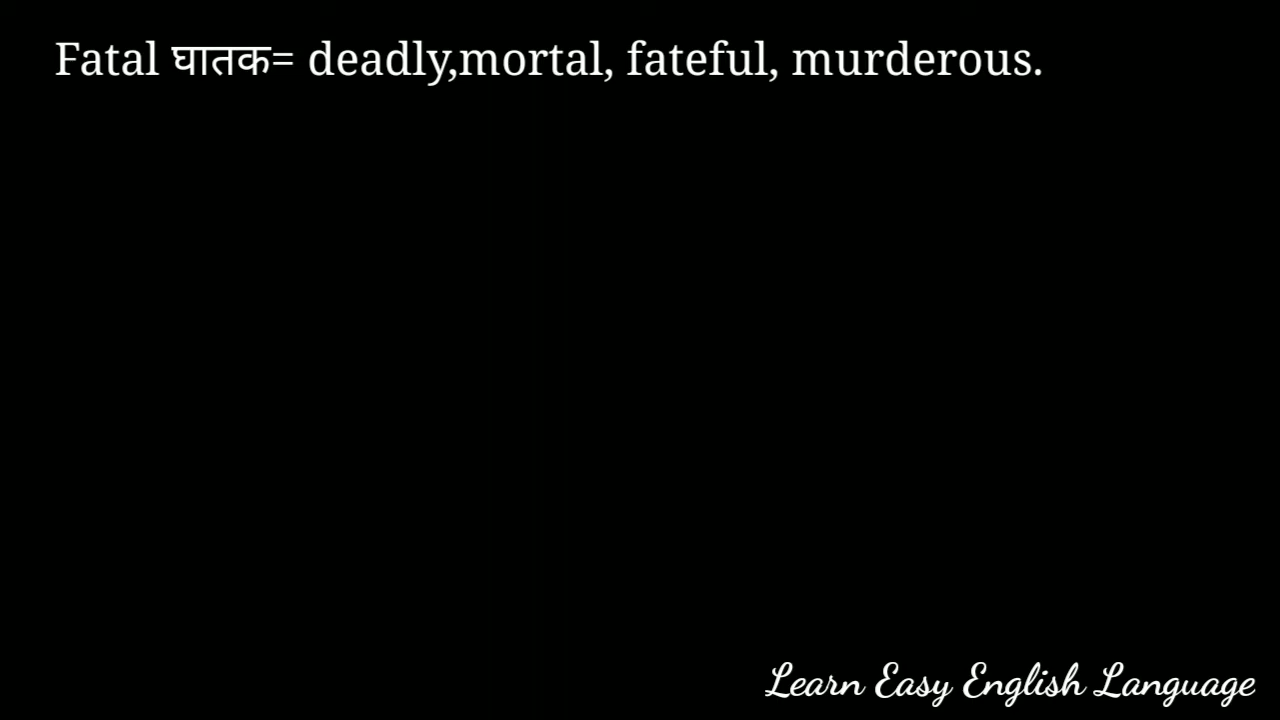 Fatal घातक= deadly,mortal, fateful, murderous.
Learn Easy English Language